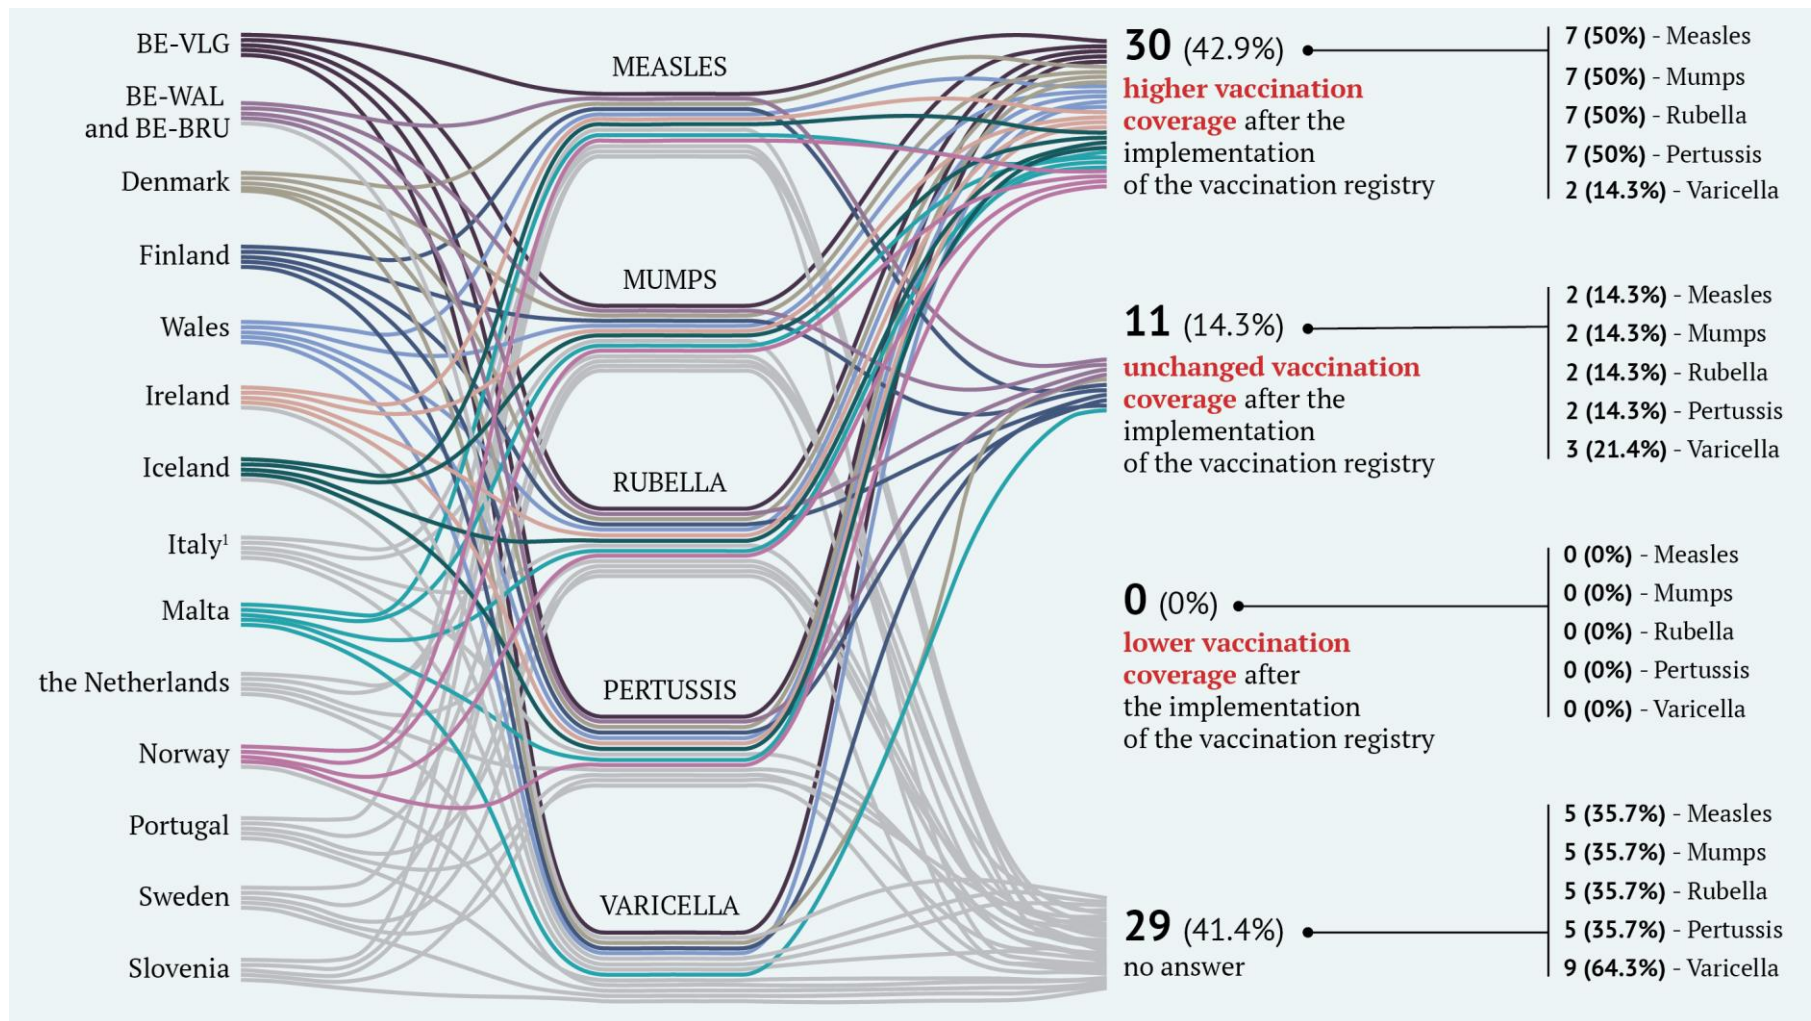 BE-VLG
BE-WAL
and BE-BRU
Denmark
Finland
Wales
Ireland
Iceland
Italy¹
Malta
the Netherlands
Norway
Portugal
Sweden
Slovenia
MEASLES
MUMPS
RUBELLA
PERTUSSIS
VARICELLA
30 (42.9%)
higher vaccination
coverage after the
implementation
of the vaccination registry
7 (50%) - Measles
7 (50%) - Mumps
7 (50%) - Rubella
7 (50%) - Pertussis
2 (14.3%) - Varicella
11 (14.3%)
unchanged vaccination
coverage after the
implementation
of the vaccination registry
2 (14.3%) - Measles
2 (14.3%) - Mumps
2 (14.3%) - Rubella
2 (14.3%) - Pertussis
3 (21.4%) - Varicella
0 (0%)
lower vaccination
coverage after
the implementation
of the vaccination registry
0 (0%) - Measles
0 (0%) - Mumps
0 (0%) - Rubella
0 (0%) - Pertussis
0 (0%) - Varicella
29 (41.4%)
no answer
5 (35.7%) - Measles
5 (35.7%) - Mumps
5 (35.7%) - Rubella
5 (35.7%) - Pertussis
9 (64.3%) - Varicella